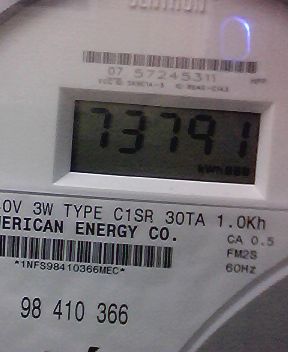 CENTRON
07 57245311
73791
kWh
0V 3W TYPE C1SR 30TA 1.0Kh
ERICAN ENERGY CO.
CA 0.5
FM2S
60Hz
*1NFS98410366MEC*
98 410 366